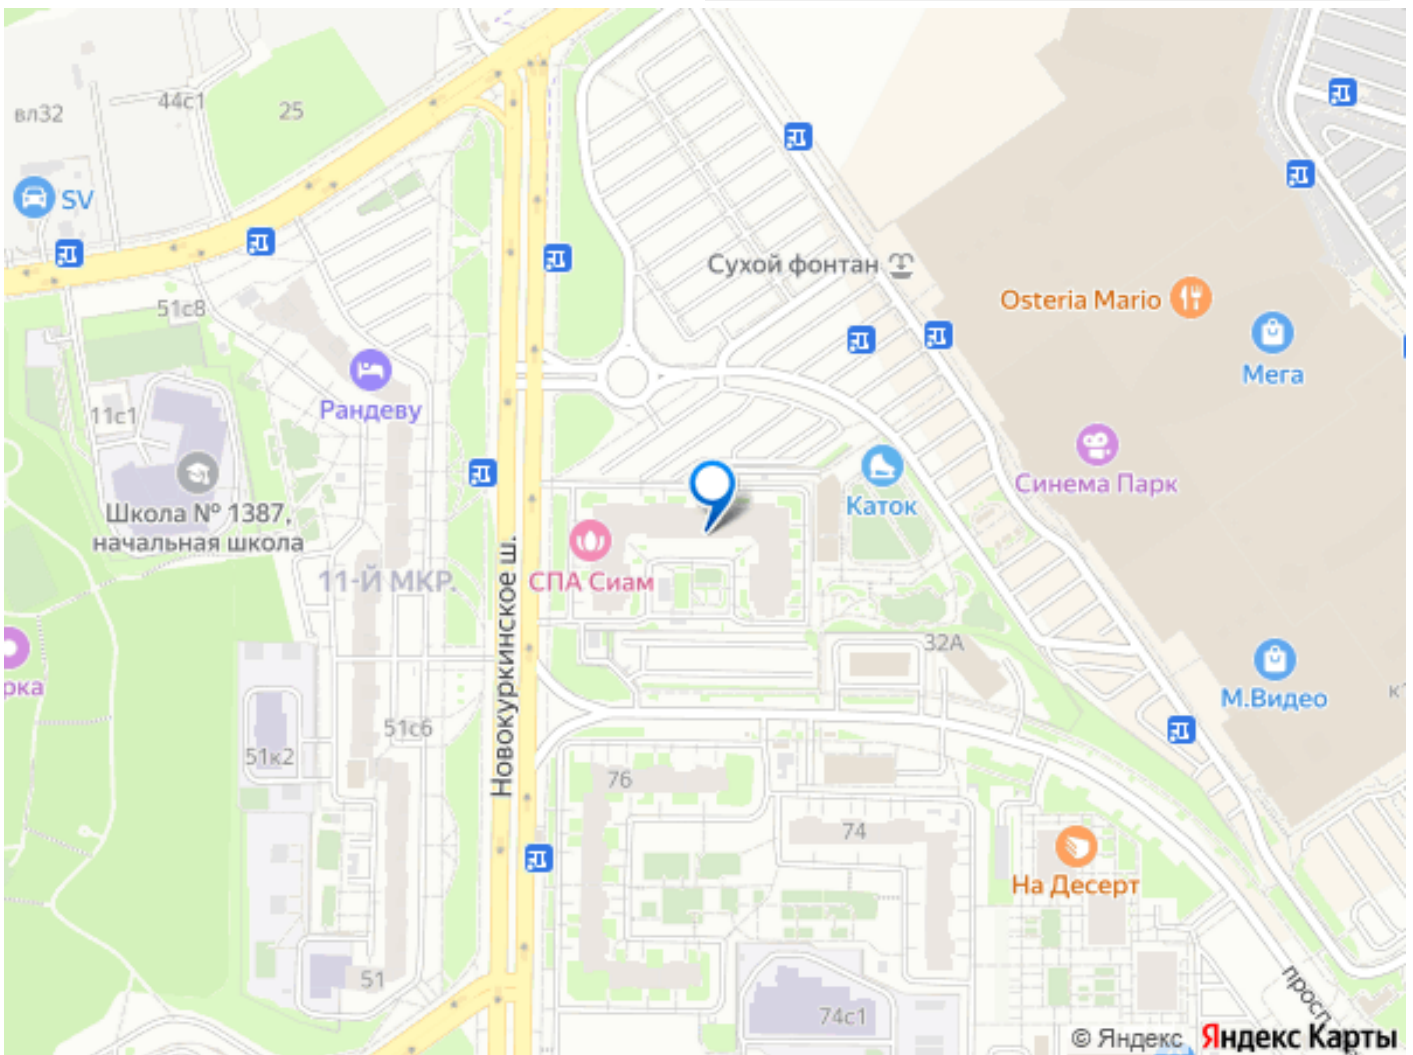 вл32
44с1
25
SV
51с8
Сухой фонтан
Osteria Mario
Мега
Рандеву
11с1
Синема Парк
Каток
Школа № 1387,
начальная школа
11-Й МКР.
СПА Сиам
Новокуркинское ш.
32А
рка
М.Видео
51с6
51к2
76
74
На Десерт
51
74с1
просп
© Яндекс Яндекс Карты